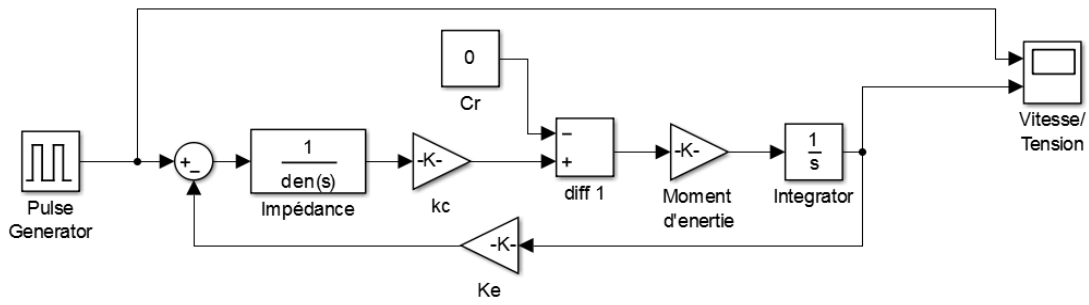 0
Cr
Vitesse/
Tension
Pulse
Generator
+
−
1
den(s)
Impédance
-K-
kc
−
+
diff 1
-K-
Moment
d'enertie
1
s
Integrator
-K-
Ke